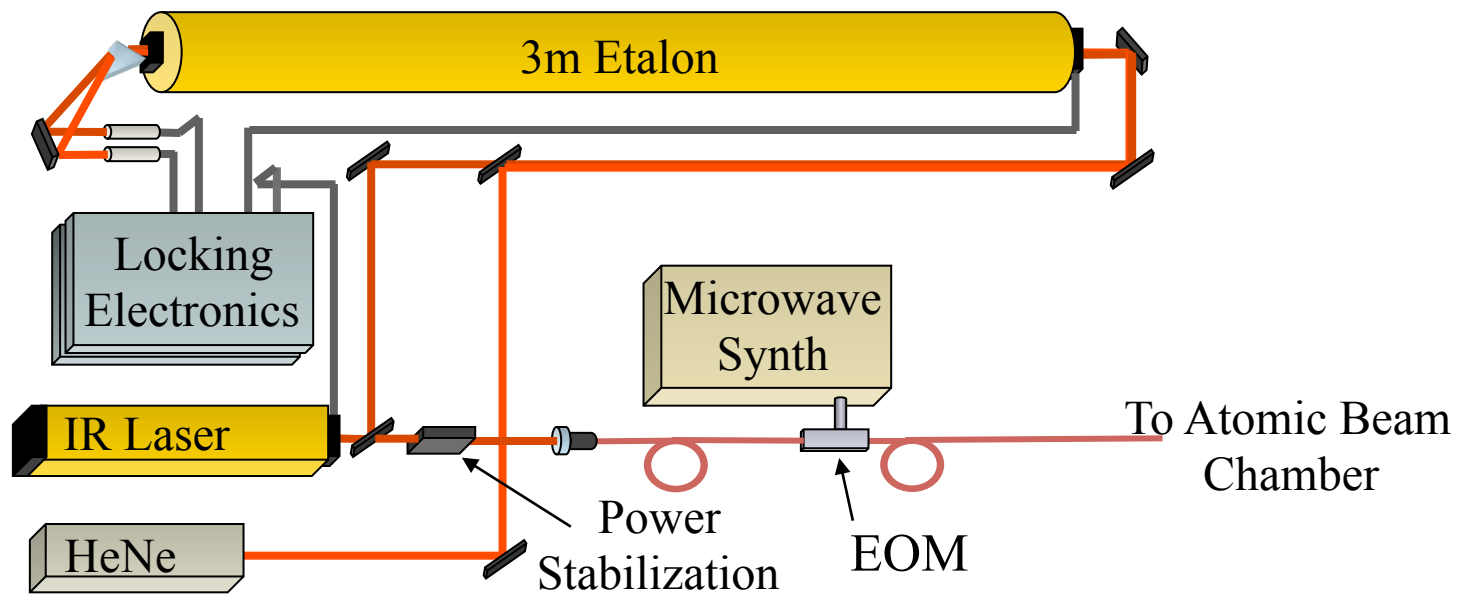 3m Etalon
Locking
Electronics
Microwave
Synth
IR Laser
To Atomic Beam
Chamber
Power
Stabilization
EOM
HeNe